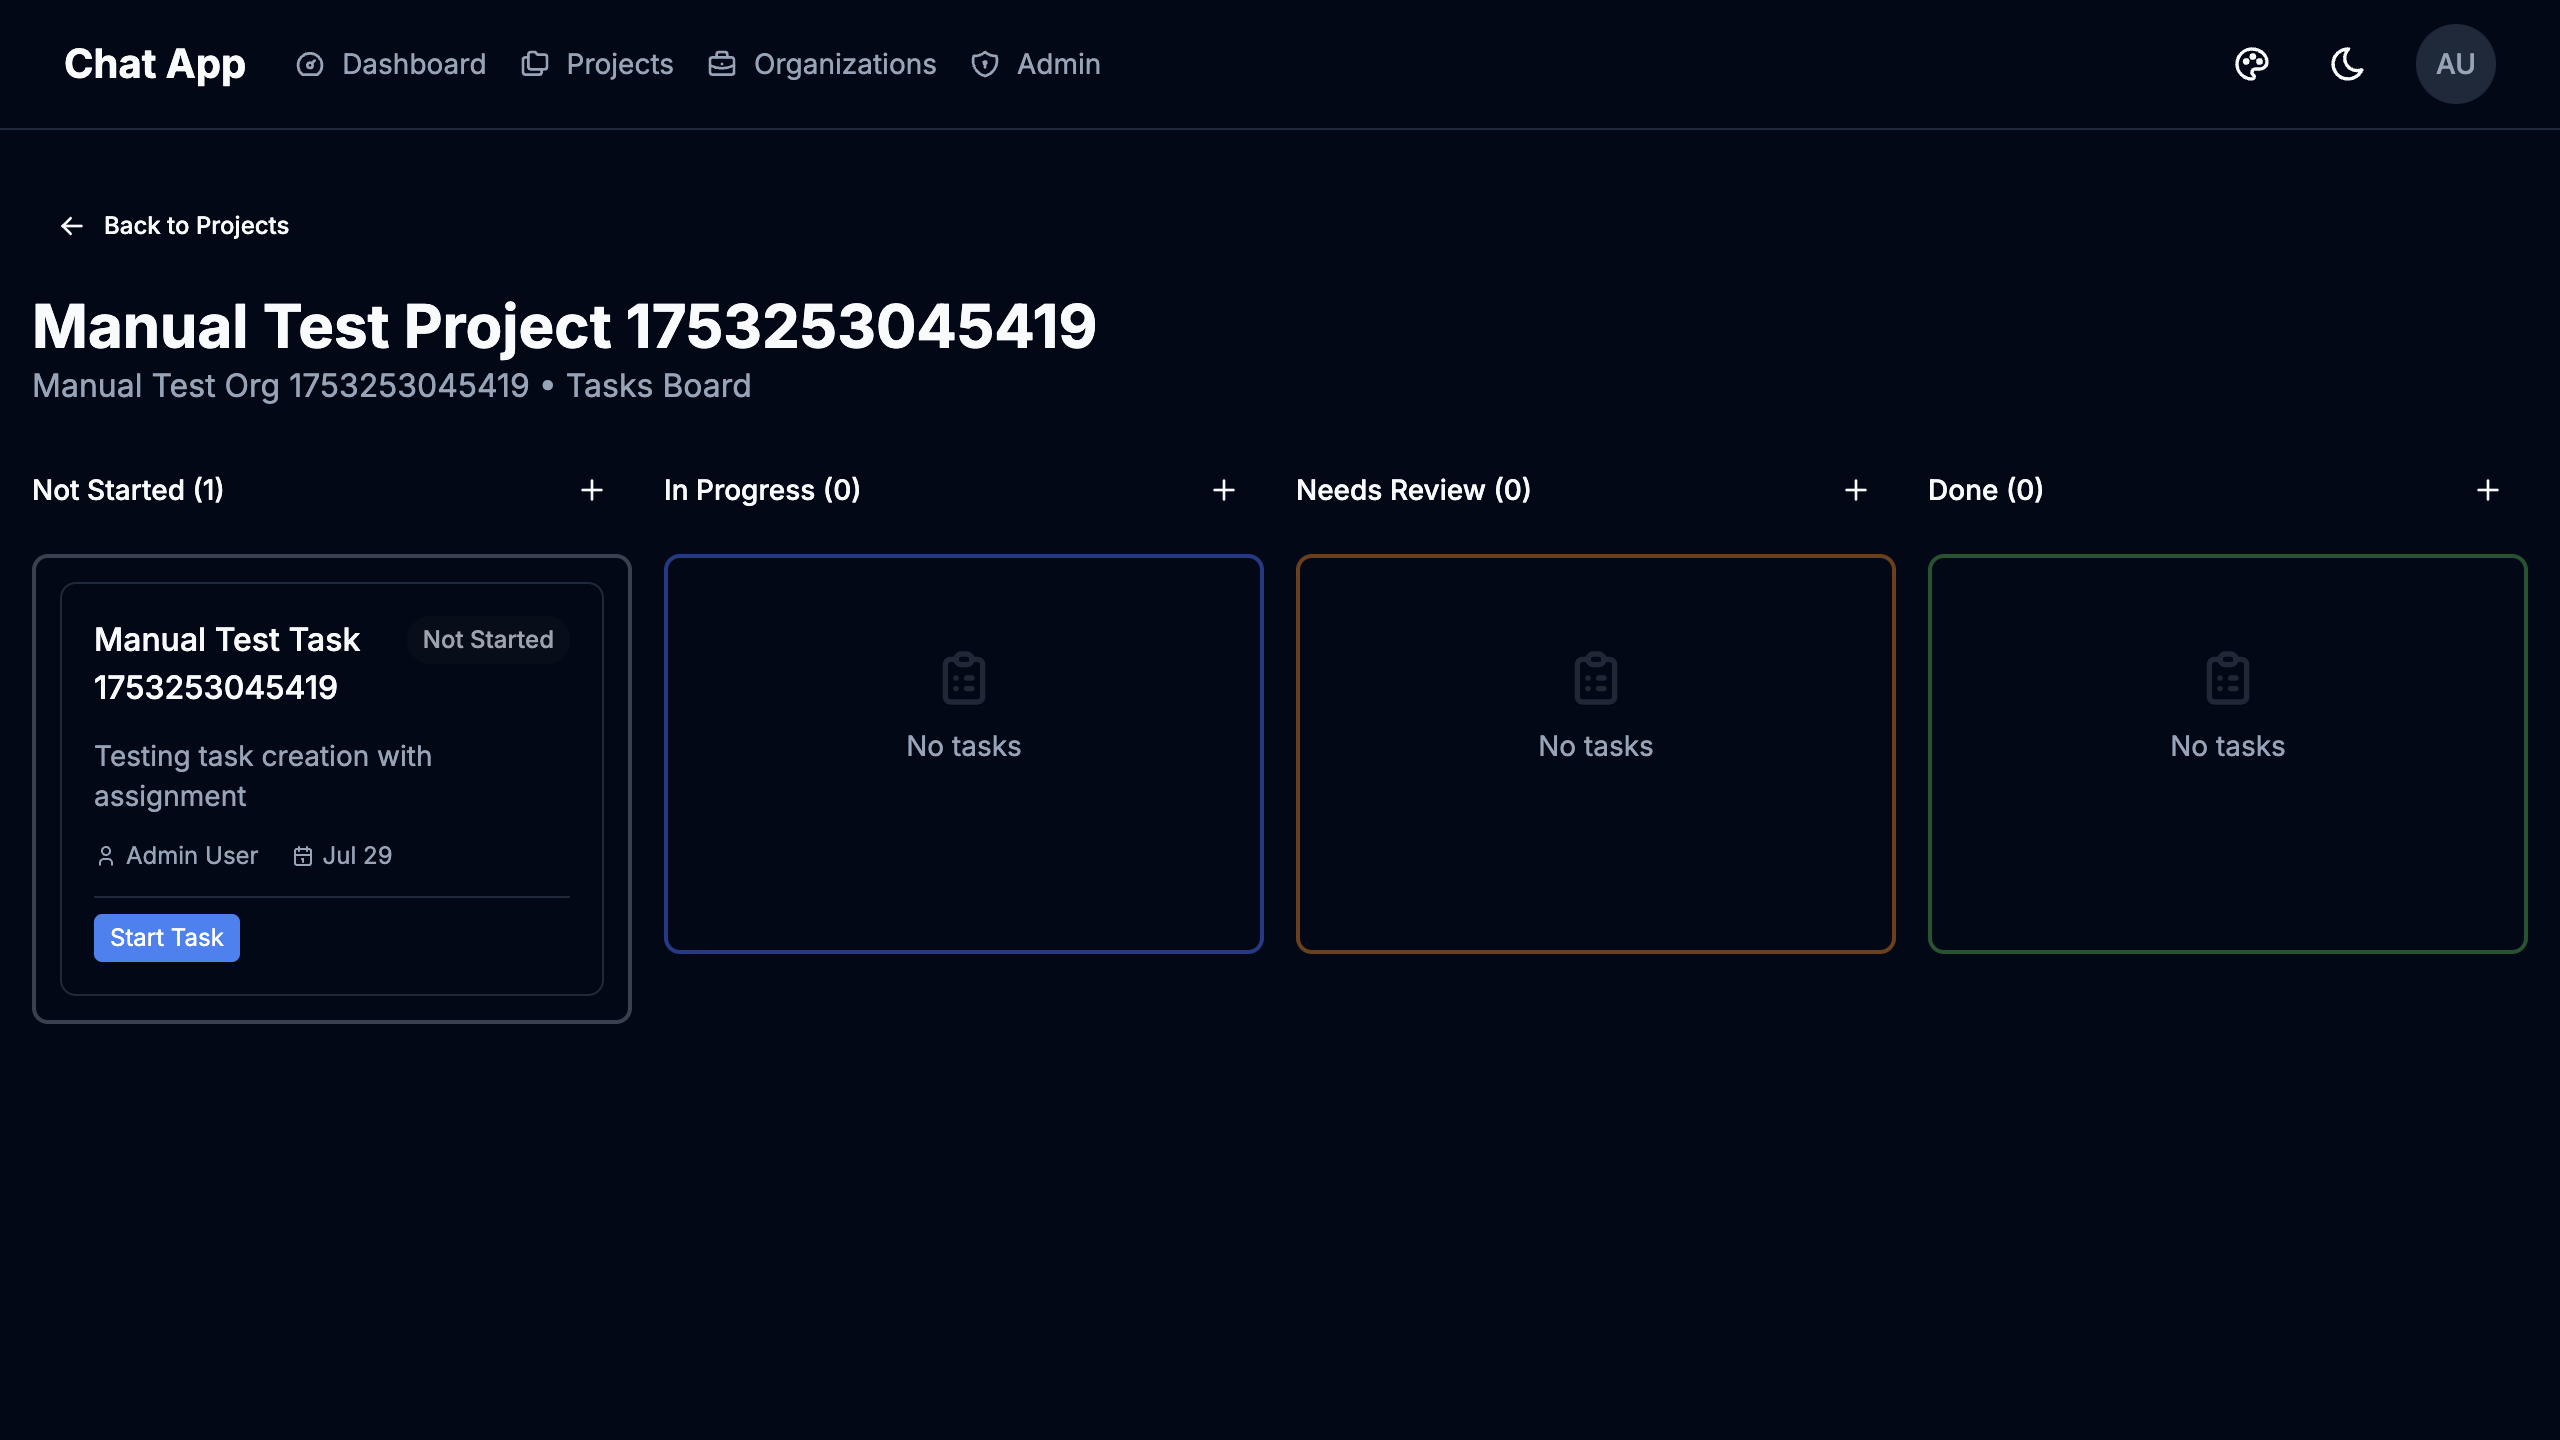 Chat App
Dashboard
Projects
Organizations
Admin
AU
Back to Projects
Manual Test Project 1753253045419
Manual Test Org 1753253045419 • Tasks Board
Not Started (1)
Manual Test Task
1753253045419
Not Started
Testing task creation with
assignment
Admin User
Jul 29
Start Task
In Progress (0)
No tasks
Needs Review (0)
No tasks
Done (0)
No tasks